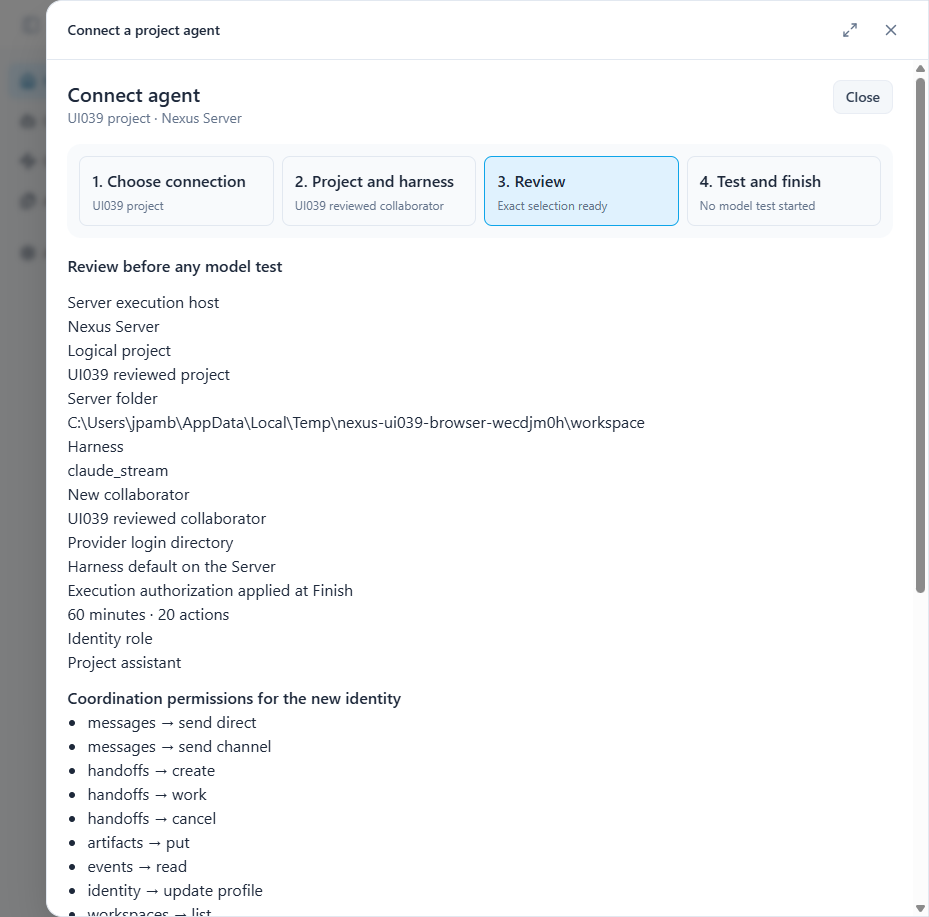 Connect a project agent
Connect agent
Close
UI039 project · Nexus Server
1. Choose connection
UI039 project
2. Project and harness
UI039 reviewed collaborator
3. Review
Exact selection ready
4. Test and finish
No model test started
Review before any model test
Server execution host
Nexus Server
Logical project
UI039 reviewed project
Server folder
C:\Users\jpamb\AppData\Local\Temp\nexus-ui039-browser-wecdjm0h\workspace
Harness
claude_stream
New collaborator
UI039 reviewed collaborator
Provider login directory
Harness default on the Server
Execution authorization applied at Finish
60 minutes · 20 actions
Identity role
Project assistant
Coordination permissions for the new identity
• messages → send direct
• messages → send channel
• handoffs → create
• handoffs → work
• handoffs → cancel
• artifacts → put
• events → read
• identity → update profile
• workspaces → list